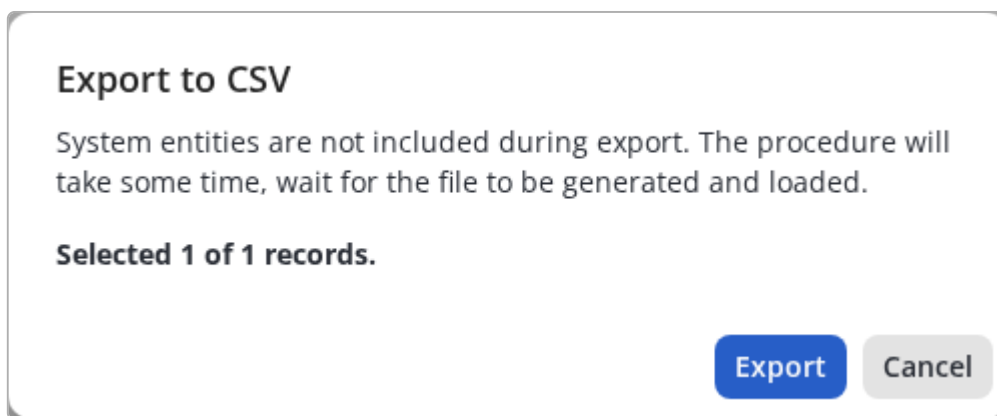 Export to CSV
System entities are not included during export. The procedure will
take some time, wait for the file to be generated and loaded.
Selected 1 of 1 records.
Export Cancel